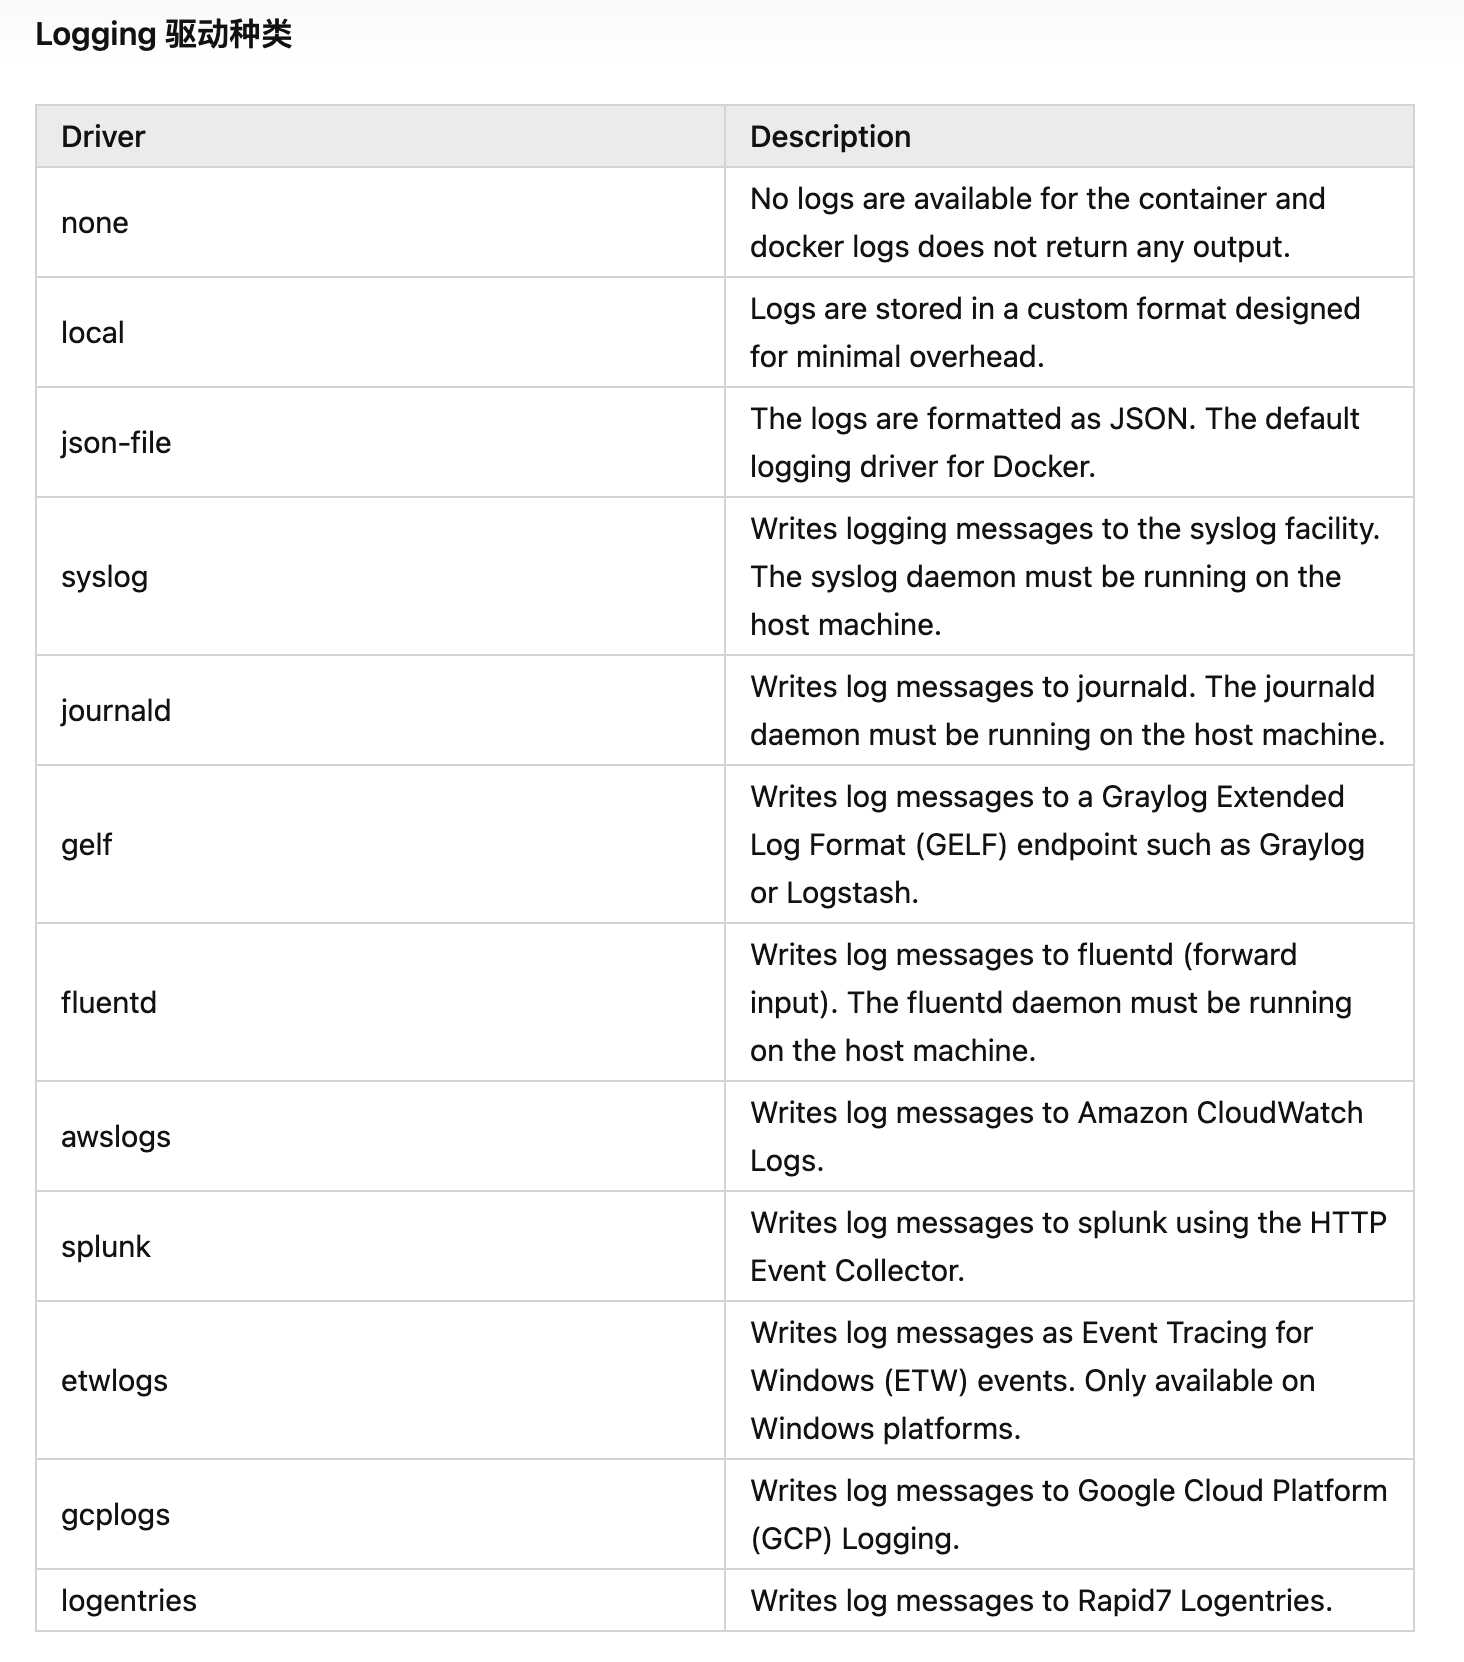 Logging 驱动种类
Driver
Description
none
No logs are available for the container and
docker logs does not return any output.
local
Logs are stored in a custom format designed
for minimal overhead.
json-file
The logs are formatted as JSON. The default
logging driver for Docker.
syslog
Writes logging messages to the syslog facility.
The syslog daemon must be running on the
host machine.
journald
Writes log messages to journald. The journald
daemon must be running on the host machine.
gelf
Writes log messages to a Graylog Extended
Log Format (GELF) endpoint such as Graylog
or Logstash.
fluentd
Writes log messages to fluentd (forward
input). The fluentd daemon must be running
on the host machine.
awslogs
Writes log messages to Amazon CloudWatch
Logs.
splunk
Writes log messages to splunk using the HTTP
Event Collector.
etwlogs
Writes log messages as Event Tracing for
Windows (ETW) events. Only available on
Windows platforms.
gcplogs
Writes log messages to Google Cloud Platform
(GCP) Logging.
logentries
Writes log messages to Rapid7 Logentries.